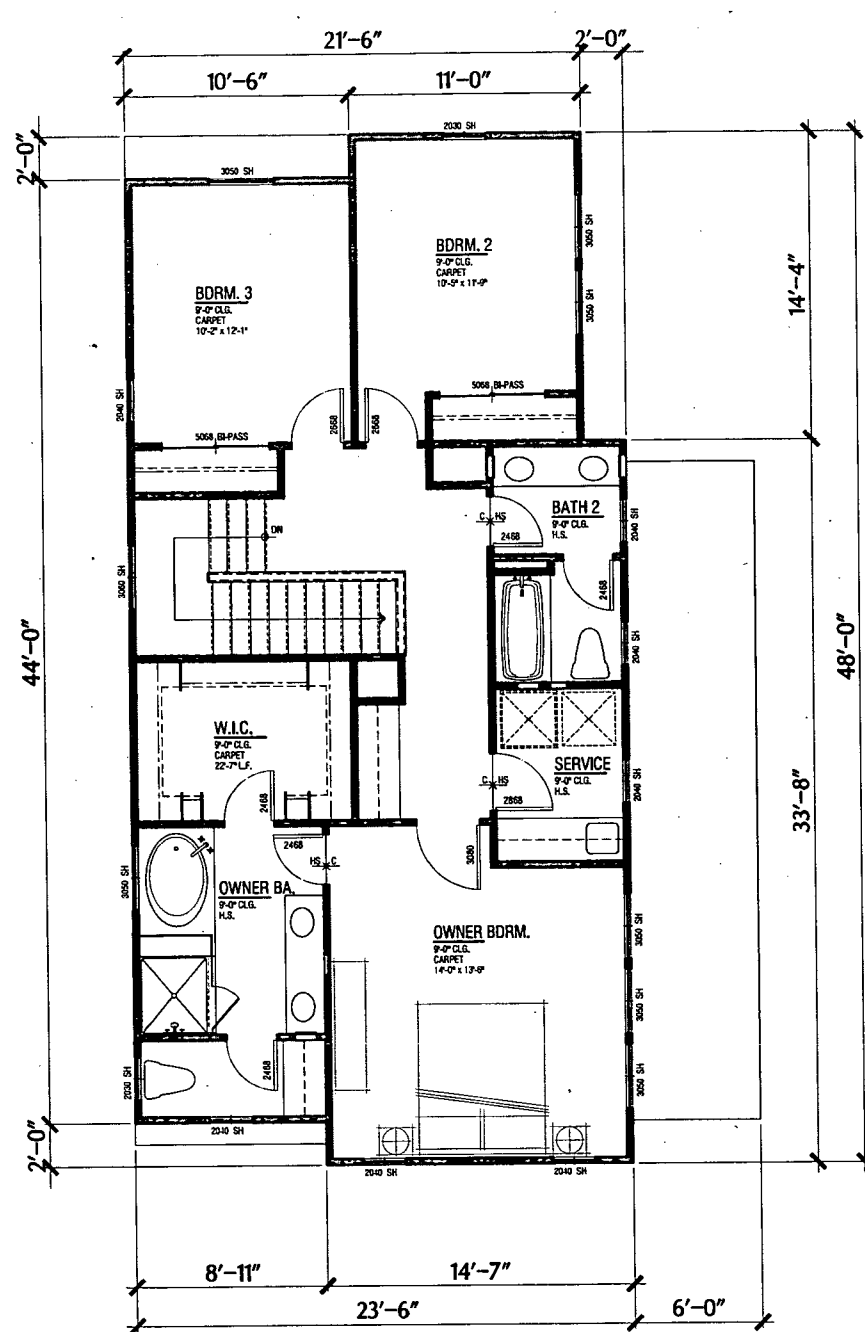 21'-6"
2'-0"
10'-6"
11'-0"
2'-0"
2030 SH
3050 SH
BDRM. 2
9'-0" CLG.
CARPET
10'-5" x 11'-9"
3050 SH
3050 SH
14'-4"
BDRM. 3
9'-0" CLG.
CARPET
10'-2" x 12'-1"
2040 SH
5068 BI-PASS
2668
2668
5068 BI-PASS
DN
C HS
BATH 2
9'-0" CLG.
H.S.
2468
2040 SH
3060 SH
2468
2040 SH
44'-0"
48'-0"
W.I.C.
9'-0" CLG.
CARPET
22'-7" L.F.
2468
C HS
SERVICE
9'-0" CLG.
H.S.
2868
2040 SH
33'-8"
2468
HS C
3080
3050 SH
OWNER BA.
9'-0" CLG.
H.S.
OWNER BDRM.
9'-0" CLG.
CARPET
14'-0" x 13'-6"
3050 SH
3050 SH
3050 SH
2030 SH
2468
2040 SH
2'-0"
2040 SH
2040 SH
8'-11"
14'-7"
23'-6"
6'-0"